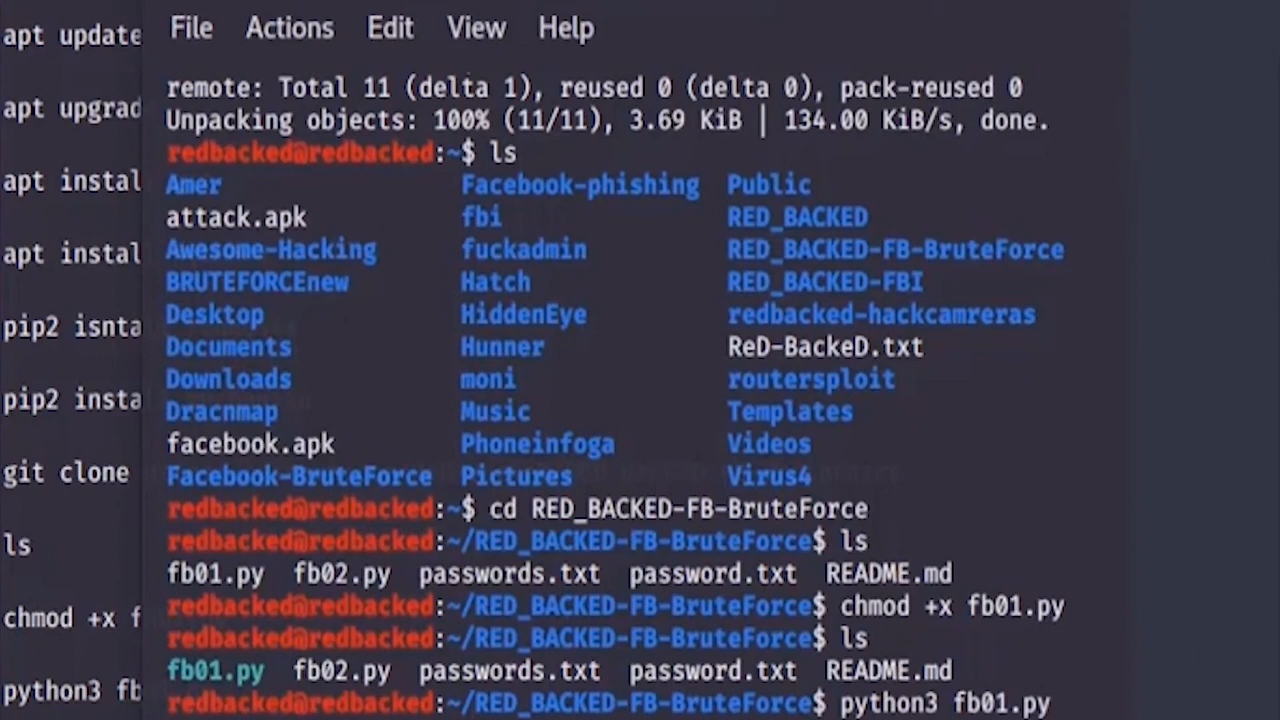 File Actions Edit View Help
remote: Total 11 (delta 1), reused 0 (delta 0), pack-reused 0
Unpacking objects: 100% (11/11), 3.69 KiB | 134.00 KiB/s, done.
redbacked@redbacked:~$ ls
Amer Facebook-phishing Public
attack.apk fbi RED_BACKED
Awesome-Hacking fuckadmin RED_BACKED-FB-BruteForce
BRUTEFORCEnew Hatch RED_BACKED-FBI
Desktop HiddenEye redbacked-hackcamreras
Documents Hunner ReD-BackeD.txt
Downloads moni routersploit
Dracnmap Music Templates
facebook.apk Phoneinfoga Videos
Facebook-BruteForce Pictures Virus4
redbacked@redbacked:~$ cd RED_BACKED-FB-BruteForce
redbacked@redbacked:~/RED_BACKED-FB-BruteForce$ ls
fb01.py fb02.py passwords.txt password.txt README.md
redbacked@redbacked:~/RED_BACKED-FB-BruteForce$ chmod +x fb01.py
redbacked@redbacked:~/RED_BACKED-FB-BruteForce$ ls
fb01.py fb02.py passwords.txt password.txt README.md
redbacked@redbacked:~/RED_BACKED-FB-BruteForce$ python3 fb01.py
apt update
apt upgrad
apt instal
apt instal
pip2 isnta
pip2 insta
git clone
ls
chmod +x f
python3 fb